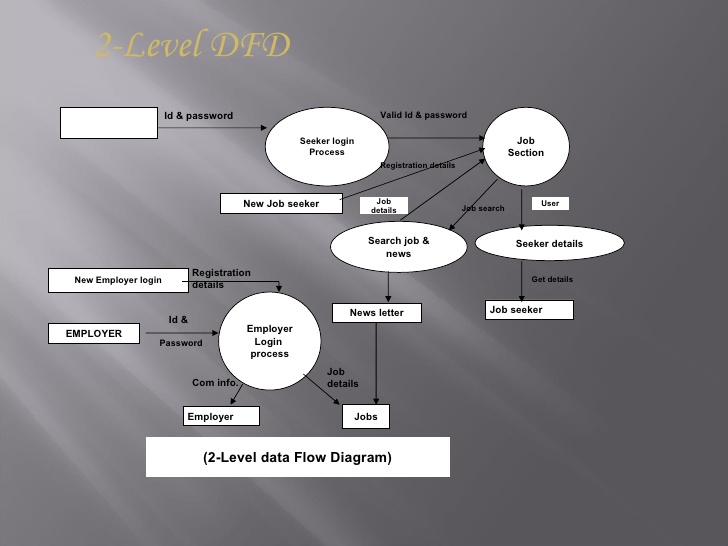 2-Level DFD
Id & password
Valid Id & password
Seeker login
Process
Job
Section
Registration details
New Job seeker
Job
details
Job search
User
Search job &
news
Seeker details
New Employer login
Registration
details
Get details
News letter
Job seeker
EMPLOYER
Id &
Password
Employer
Login
process
Com info.
Job
details
Employer
Jobs
(2-Level data Flow Diagram)